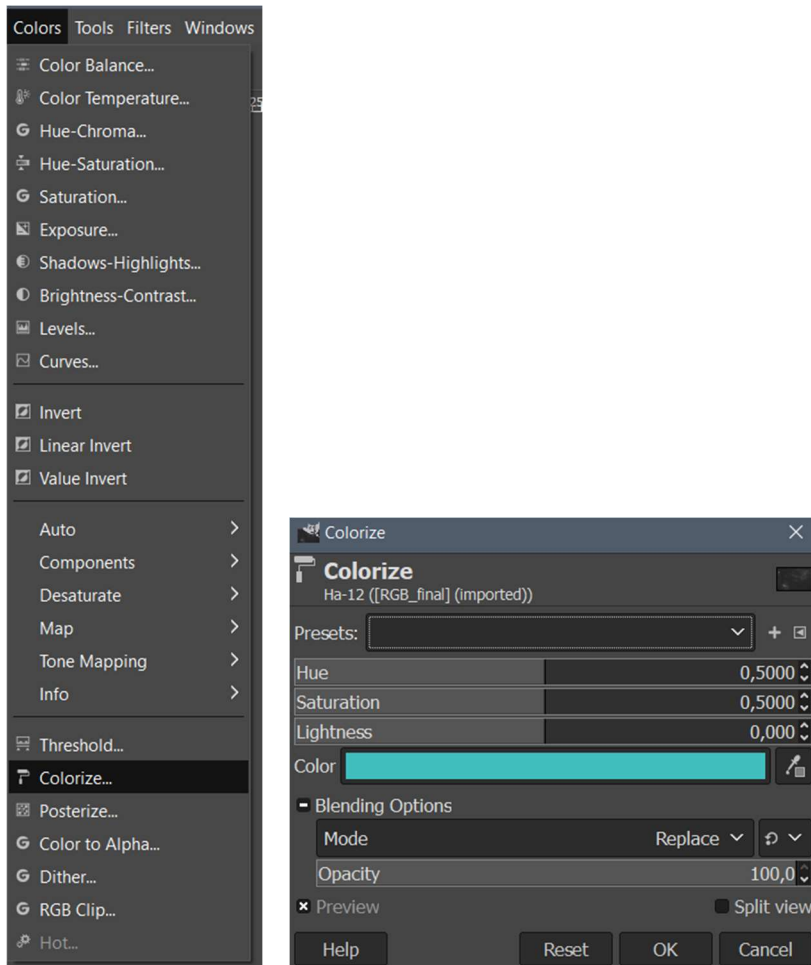 Colors Tools Filters Windows
Color Balance...
Color Temperature...
25
Hue-Chroma...
Hue-Saturation...
Saturation...
Exposure...
Shadows-Highlights...
Brightness-Contrast...
Levels...
Curves...
Invert
Linear Invert
Value Invert
Auto
Components
Desaturate
Map
Tone Mapping
Info
Threshold...
Colorize...
Posterize...
Color to Alpha...
Dither...
RGB Clip...
Hot...
Colorize
Colorize
Ha-12 ([RGB_final] (imported))
Presets:
Hue 0,5000
Saturation 0,5000
Lightness 0,000
Color
Blending Options
Mode Replace
Opacity 100,0
Preview Split view
Help Reset OK Cancel